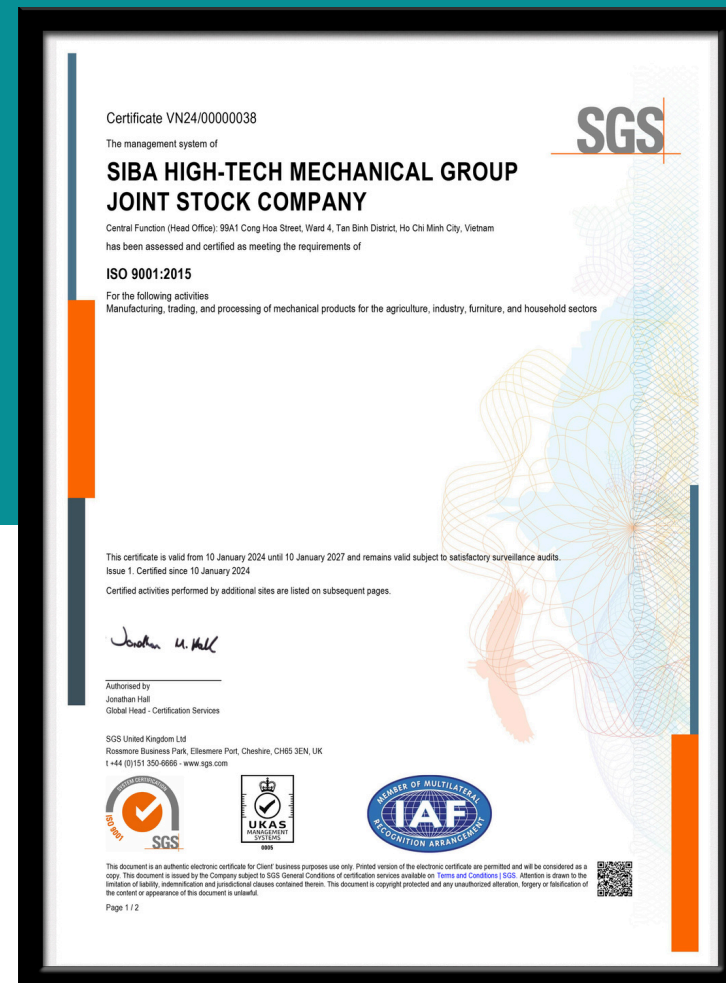 Certificate VN24/00000038
SGS
The management system of
SIBA HIGH-TECH MECHANICAL GROUP
JOINT STOCK COMPANY
Central Function (Head Office): 99A1 Cong Hoa Street, Ward 4, Tan Binh District, Ho Chi Minh City, Vietnam
has been assessed and certified as meeting the requirements of
ISO 9001:2015
For the following activities
Manufacturing, trading, and processing of mechanical products for the agriculture, industry, furniture, and household sectors
This certificate is valid from 10 January 2024 until 10 January 2027 and remains valid subject to satisfactory surveillance audits.
Issue 1. Certified since 10 January 2024
Certified activities performed by additional sites are listed on subsequent pages.
Jonathan M. Hall
Authorised by
Jonathan Hall
Global Head - Certification Services
SGS United Kingdom Ltd
Rossmore Business Park, Ellesmere Port, Cheshire, CH65 3EN, UK
t +44 (0)151 350-6666 - www.sgs.com
SYSTEM CERTIFICATION
ISO 9001
SGS
UKAS
MANAGEMENT
SYSTEMS
0005
MEMBER OF MULTILATERAL
IAF
RECOGNITION ARRANGEMENT
This document is an authentic electronic certificate for Client' business purposes use only. Printed version of the electronic certificate are permitted and will be considered as a
copy. This document is issued by the Company subject to SGS General Conditions of certification services available on Terms and Conditions | SGS. Attention is drawn to the
limitation of liability, indemnification and jurisdictional clauses contained therein. This document is copyright protected and any unauthorized alteration, forgery or falsification of
the content or appearance of this document is unlawful.
Page 1 / 2